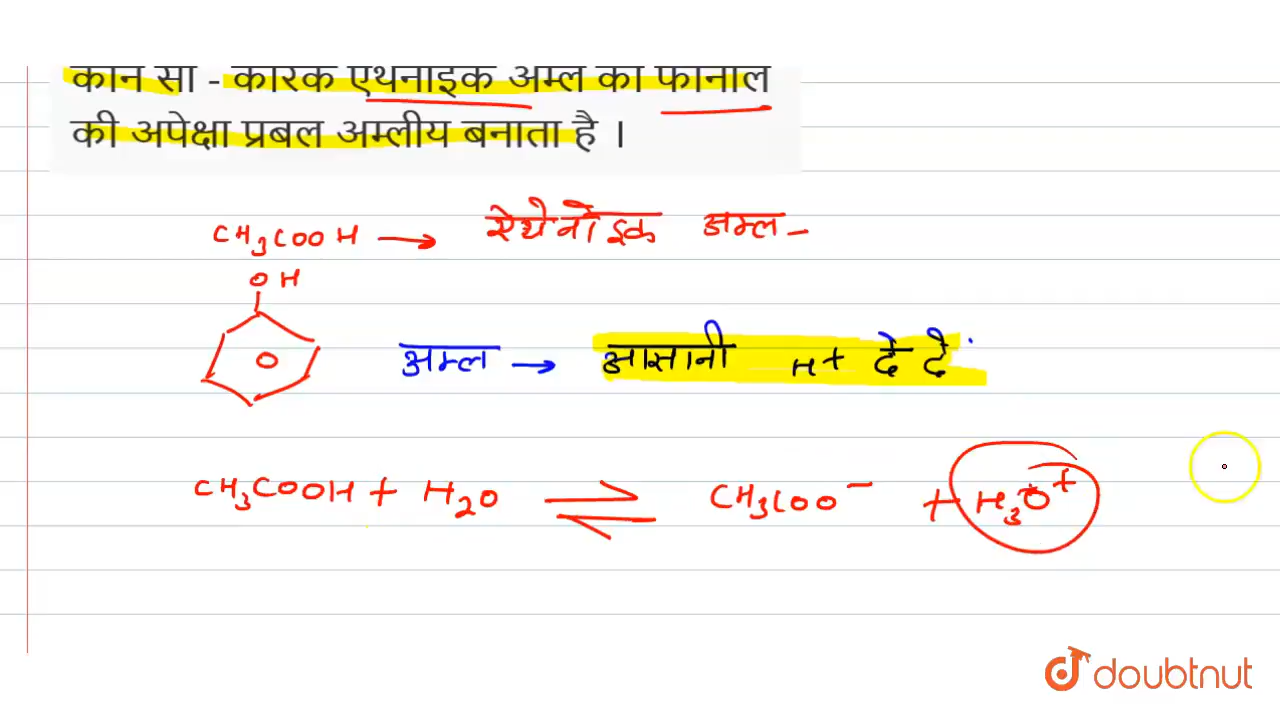 कौन सा - कारक एथनाइक अम्ल को फीनॉल
की अपेक्षा प्रबल अम्लीय बनाता है ।
CH3COOH → ऐथेनोइक अम्ल -
OH
O
अम्ल → आसानी H+ दे दे
CH3COOH + H2O ⇌ CH3COO⁻ + H3O⁺
doubtnut